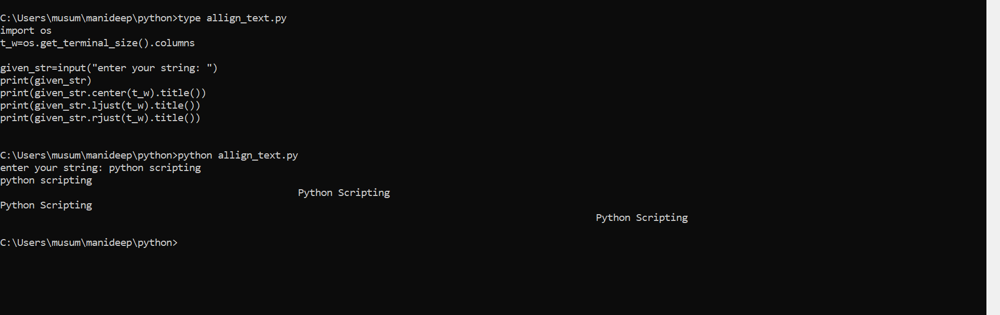 C:\Users\musum\manideep\python>type allign_text.py
import os
t_w=os.get_terminal_size().columns
given_str=input("enter your string: ")
print(given_str)
print(given_str.center(t_w).title())
print(given_str.ljust(t_w).title())
print(given_str.rjust(t_w).title())
C:\Users\musum\manideep\python>python allign_text.py
enter your string: python scripting
python scripting
Python Scripting
Python Scripting
Python Scripting
C:\Users\musum\manideep\python>